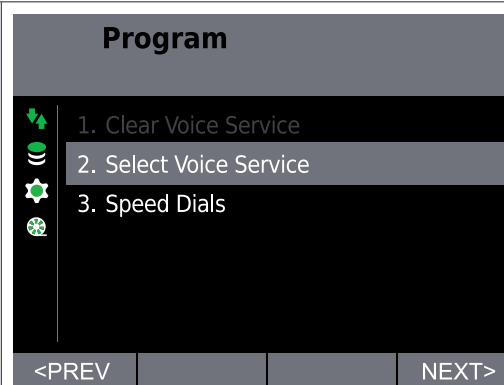 Program
1. Clear Voice Service
2. Select Voice Service
3. Speed Dials
<PREV
NEXT>